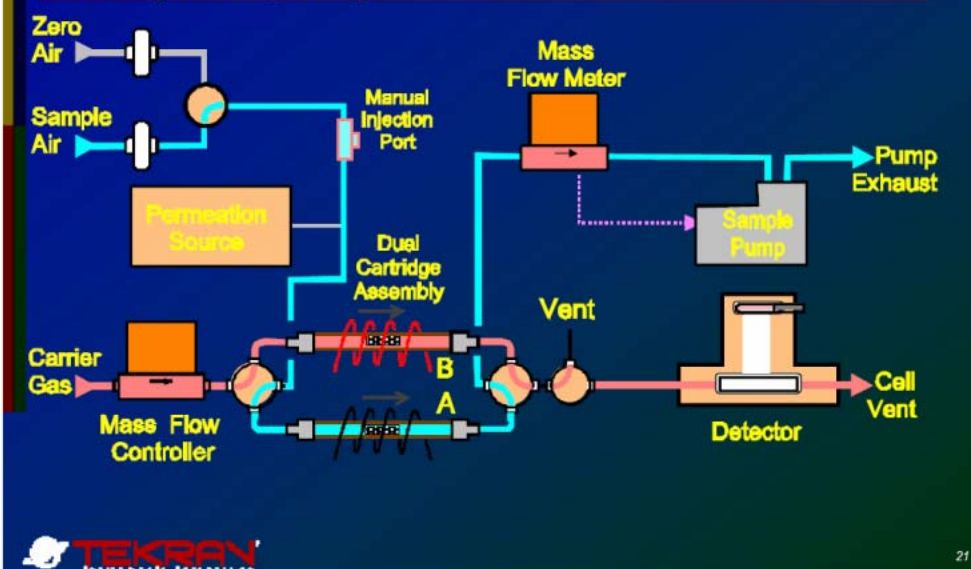 Zero
Air
Sample
Air
Manual
Injection
Port
Mass
Flow Meter
Pump
Exhaust
Permeation
Source
Sample
Pump
Dual
Cartridge
Assembly
Vent
Carrier
Gas
B
A
Cell
Vent
Mass Flow
Controller
Detector
TEKRAN
21